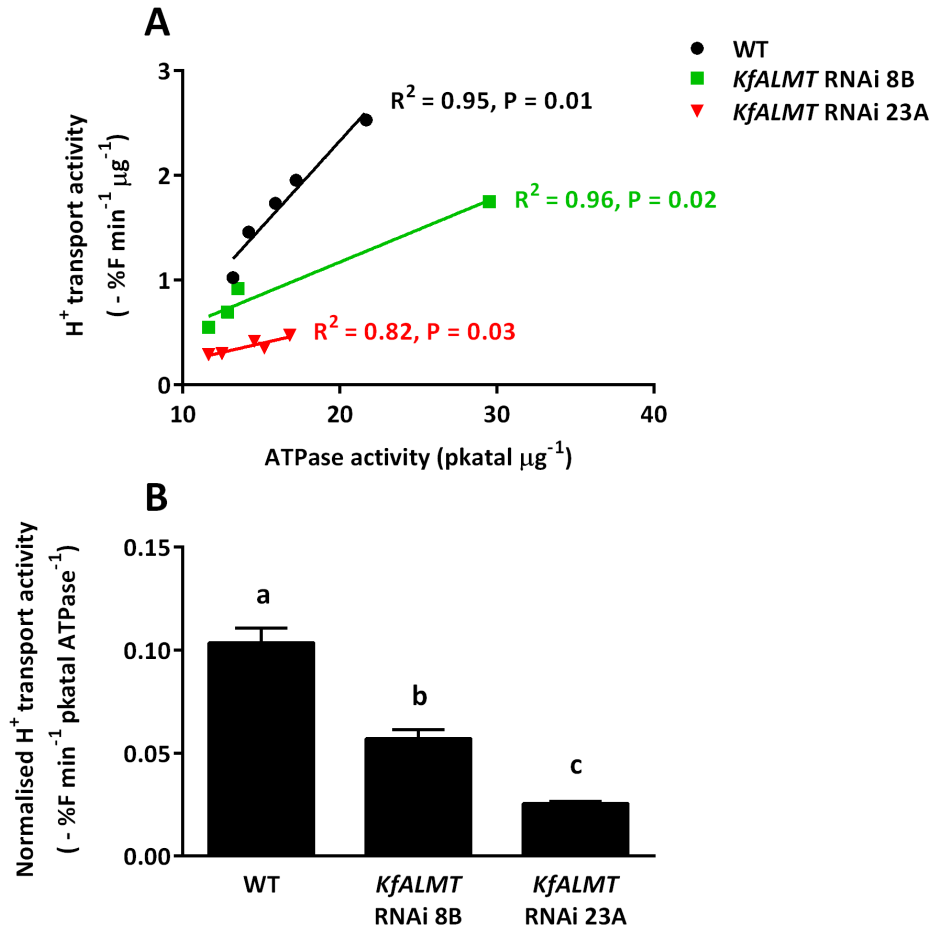 A
WT
KfALMT RNAi 8B
KfALMT RNAi 23A
H⁺ transport activity
( - %F min⁻¹ μg⁻¹)
3
2
1
0
R² = 0.95, P = 0.01
R² = 0.96, P = 0.02
R² = 0.82, P = 0.03
10 20 30 40
ATPase activity (pkatal μg⁻¹)
B
Normalised H⁺ transport activity
( - %F min⁻¹ pkatal ATPase⁻¹)
0.15
0.10
0.05
0.00
a
b
c
WT
KfALMT
RNAi 8B
KfALMT
RNAi 23A